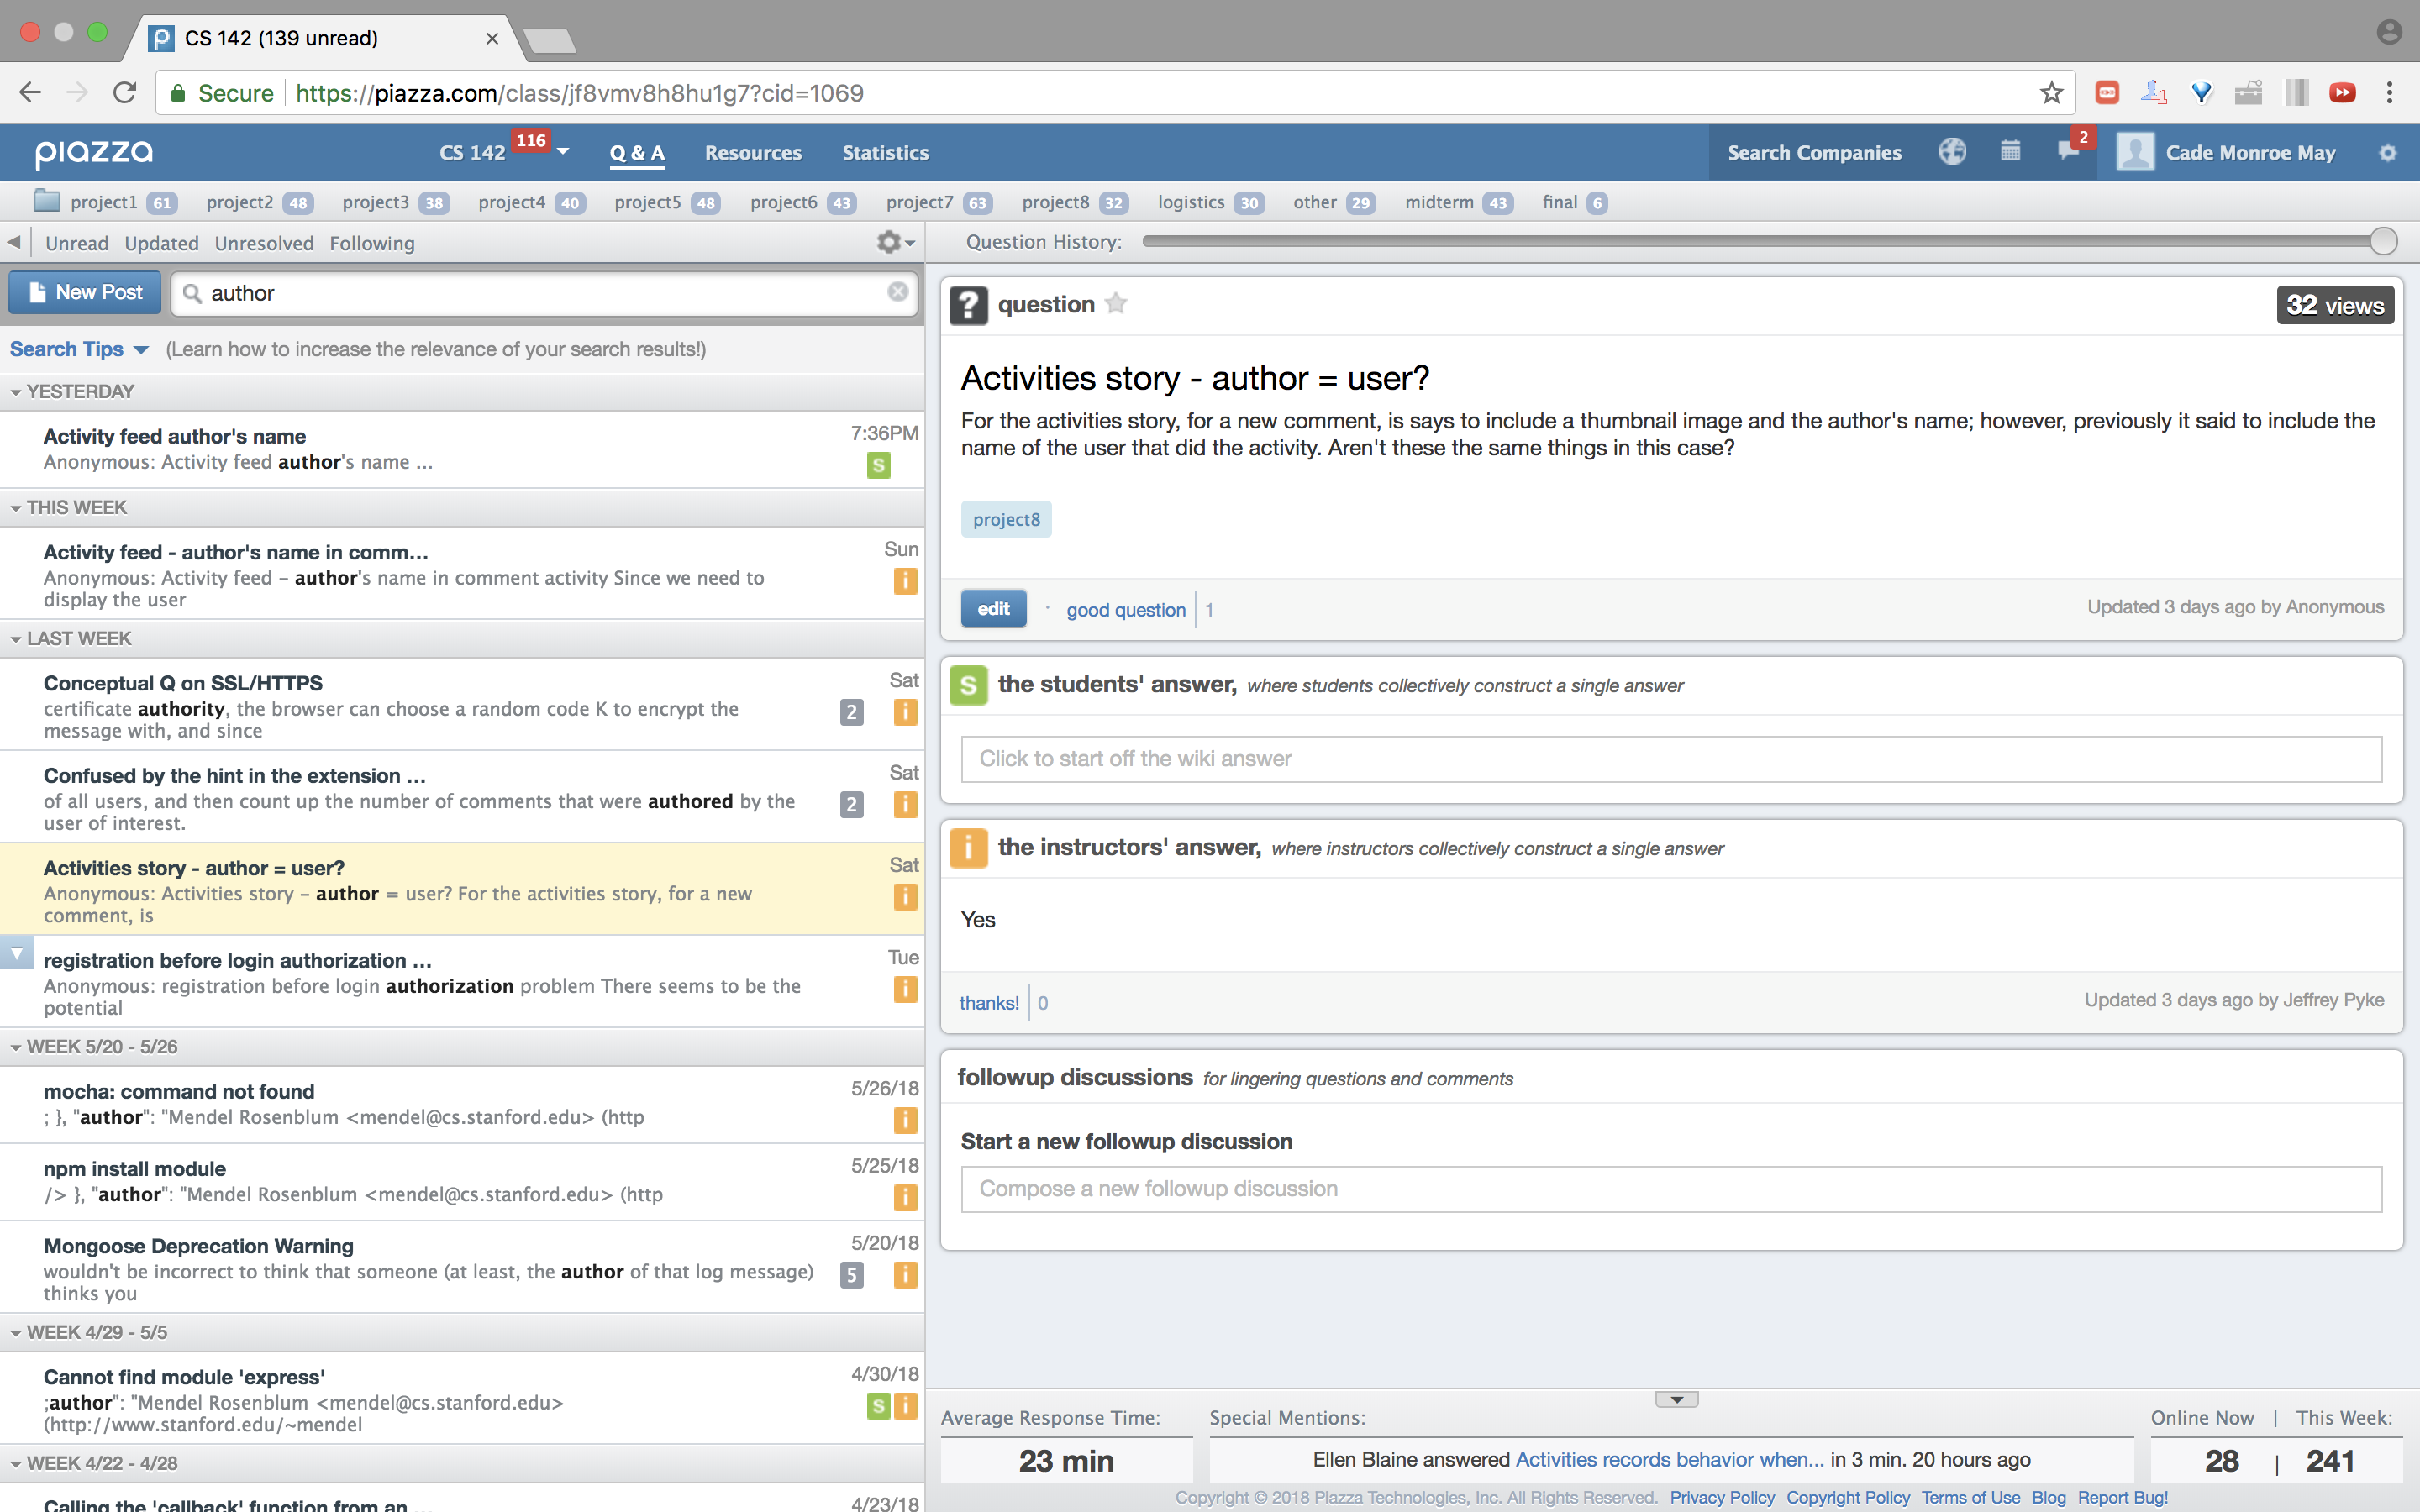 CS 142 (139 unread)
Secure https://piazza.com/class/jf8vmv8h8hu1g7?cid=1069
piazza
CS 142 116 Q & A Resources Statistics Search Companies 2 Cade Monroe May
project1 61 project2 48 project3 38 project4 40 project5 48 project6 43 project7 63 project8 32 logistics 30 other 29 midterm 43 final 6
Unread Updated Unresolved Following
New Post author
Search Tips (Learn how to increase the relevance of your search results!)
YESTERDAY
Activity feed author's name 7:36PM
Anonymous: Activity feed author's name ... S
THIS WEEK
Activity feed - author's name in comm... Sun
Anonymous: Activity feed – author's name in comment activity Since we need to i
display the user
LAST WEEK
Conceptual Q on SSL/HTTPS Sat
certificate authority, the browser can choose a random code K to encrypt the 2 i
message with, and since
Confused by the hint in the extension ... Sat
of all users, and then count up the number of comments that were authored by the 2 i
user of interest.
Activities story - author = user? Sat
Anonymous: Activities story – author = user? For the activities story, for a new i
comment, is
registration before login authorization ... Tue
Anonymous: registration before login authorization problem There seems to be the i
potential
WEEK 5/20 - 5/26
mocha: command not found 5/26/18
; }, "author": "Mendel Rosenblum <mendel@cs.stanford.edu> (http i
npm install module 5/25/18
/> }, "author": "Mendel Rosenblum <mendel@cs.stanford.edu> (http i
Mongoose Deprecation Warning 5/20/18
wouldn't be incorrect to think that someone (at least, the author of that log message) 5 i
thinks you
WEEK 4/29 - 5/5
Cannot find module 'express' 4/30/18
;author": "Mendel Rosenblum <mendel@cs.stanford.edu> S i
(http://www.stanford.edu/~mendel
WEEK 4/22 - 4/28
Calling the 'callback' function from an ... 4/23/18
Question History:
? question 32 views
Activities story - author = user?
For the activities story, for a new comment, is says to include a thumbnail image and the author's name; however, previously it said to include the
name of the user that did the activity. Aren't these the same things in this case?
project8
edit · good question 1 Updated 3 days ago by Anonymous
S the students' answer, where students collectively construct a single answer
Click to start off the wiki answer
i the instructors' answer, where instructors collectively construct a single answer
Yes
thanks! 0 Updated 3 days ago by Jeffrey Pyke
followup discussions for lingering questions and comments
Start a new followup discussion
Compose a new followup discussion
Average Response Time: Special Mentions: Online Now | This Week:
23 min Ellen Blaine answered Activities records behavior when... in 3 min. 20 hours ago 28 | 241
Copyright © 2018 Piazza Technologies, Inc. All Rights Reserved. Privacy Policy Copyright Policy Terms of Use Blog Report Bug!